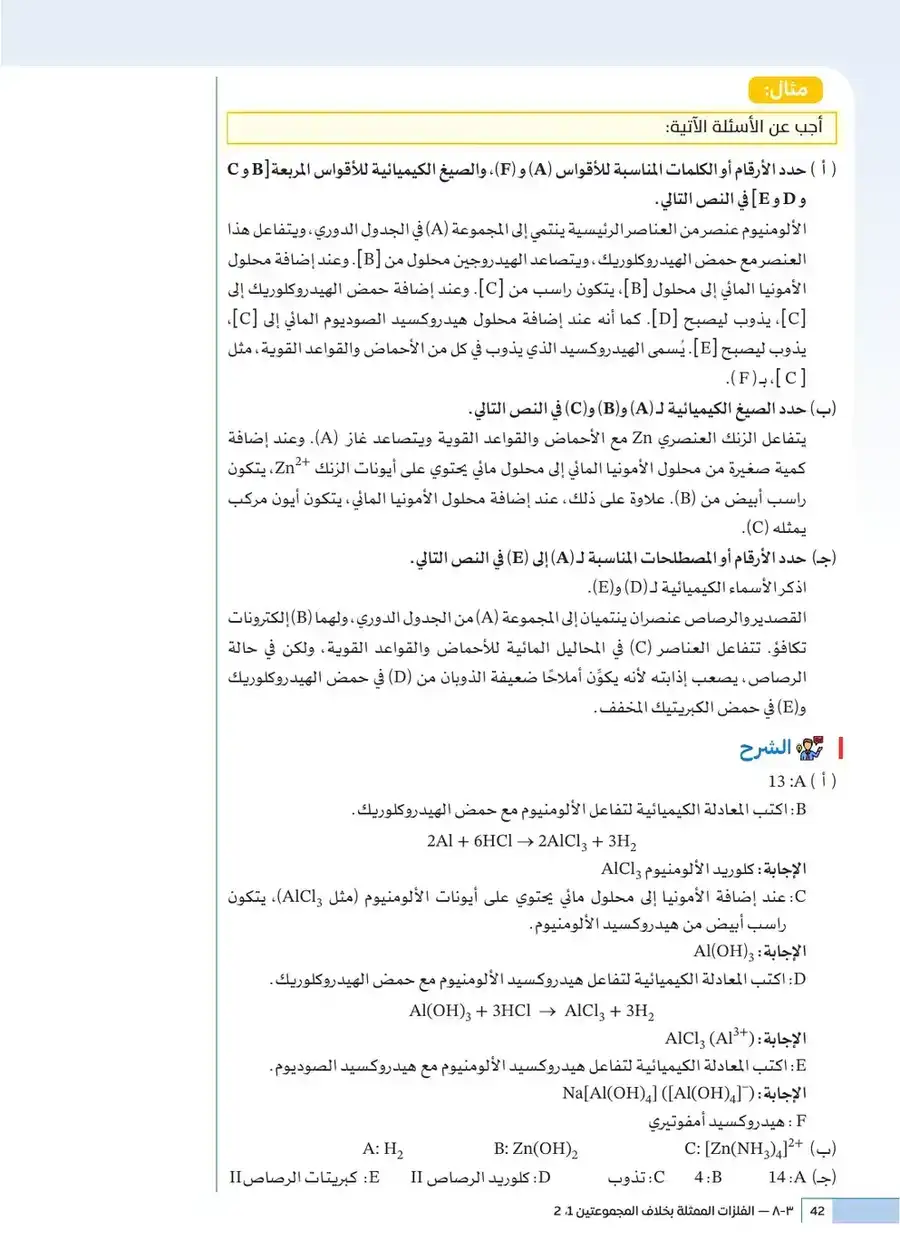 مثال:
أجب عن الأسئلة الآتية:
( أ ) حدد الأرقام أو الكلمات المناسبة للأقواس (A) و (F)، والصيغ الكيميائية للأقواس المربعة [B و C
و D و E] في النص التالي.
الألومنيوم عنصر من العناصر الرئيسية ينتمي إلى المجموعة (A) في الجدول الدوري، ويتفاعل هذا
العنصر مع حمض الهيدروكلوريك، ويتصاعد الهيدروجين محلول من [B]. وعند إضافة محلول
الأمونيا المائي إلى محلول [B]، يتكون راسب من [C]. وعند إضافة حمض الهيدروكلوريك إلى
[C]، يذوب ليصبح [D]. كما أنه عند إضافة محلول هيدروكسيد الصوديوم المائي إلى [C]،
يذوب ليصبح [E]. يُسمى الهيدروكسيد الذي يذوب في كل من الأحماض والقواعد القوية، مثل
[ C ]، بـ ( F ).
(ب) حدد الصيغ الكيميائية لـ (A) و(B) و(C) في النص التالي.
يتفاعل الزنك العنصري Zn مع الأحماض والقواعد القوية ويتصاعد غاز (A). وعند إضافة
كمية صغيرة من محلول الأمونيا المائي إلى محلول مائي يحتوي على أيونات الزنك Zn²⁺، يتكون
راسب أبيض من (B). علاوة على ذلك، عند إضافة محلول الأمونيا المائي، يتكون أيون مركب
يمثله (C).
(جـ) حدد الأرقام أو المصطلحات المناسبة لـ (A) إلى (E) في النص التالي.
اذكر الأسماء الكيميائية لـ (D) و(E).
القصدير والرصاص عنصران ينتميان إلى المجموعة (A) من الجدول الدوري، ولهما (B) إلكترونات
تكافؤ. تتفاعل العناصر (C) في المحاليل المائية للأحماض والقواعد القوية، ولكن في حالة
الرصاص، يصعب إذابته لأنه يكوِّن أملاحًا ضعيفة الذوبان من (D) في حمض الهيدروكلوريك
و(E) في حمض الكبريتيك المخفف.
الشرح
( أ ) A: 13
B: اكتب المعادلة الكيميائية لتفاعل الألومنيوم مع حمض الهيدروكلوريك.
2Al + 6HCl → 2AlCl₃ + 3H₂
الإجابة: كلوريد الألومنيوم AlCl₃
C: عند إضافة الأمونيا إلى محلول مائي يحتوي على أيونات الألومنيوم (مثل AlCl₃)، يتكون
راسب أبيض من هيدروكسيد الألومنيوم.
الإجابة: Al(OH)₃
D: اكتب المعادلة الكيميائية لتفاعل هيدروكسيد الألومنيوم مع حمض الهيدروكلوريك.
Al(OH)₃ + 3HCl → AlCl₃ + 3H₂
الإجابة: AlCl₃ (Al³⁺)
E: اكتب المعادلة الكيميائية لتفاعل هيدروكسيد الألومنيوم مع هيدروكسيد الصوديوم.
الإجابة: Na[Al(OH)₄] ([Al(OH)₄]⁻)
F : هيدروكسيد أمفوتيري
(ب) C: [Zn(NH₃)₄]²⁺ B: Zn(OH)₂ A: H₂
(جـ) A: 14 B: 4 C: تذوب D: كلوريد الرصاص II E: كبريتات الرصاص II
42 ٣-٨ — الفلزات الممثلة بخلاف المجموعتين 1، 2